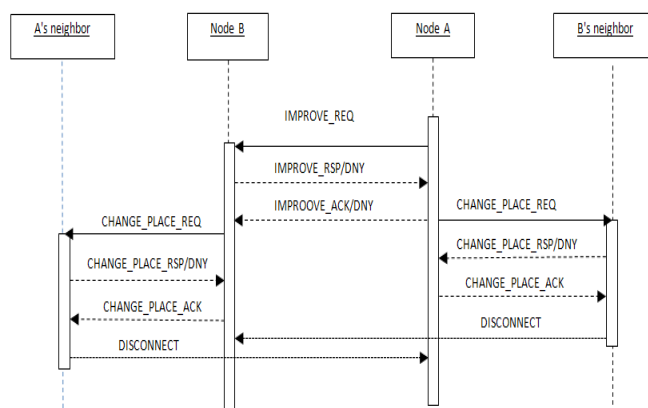 A's neighbor
Node B
Node A
B's neighbor
IMPROVE_REQ
IMPROVE_RSP/DNY
IMPROOVE_ACK/DNY
CHANGE_PLACE_REQ
CHANGE_PLACE_REQ
CHANGE_PLACE_RSP/DNY
CHANGE_PLACE_RSP/DNY
CHANGE_PLACE_ACK
CHANGE_PLACE_ACK
DISCONNECT
DISCONNECT